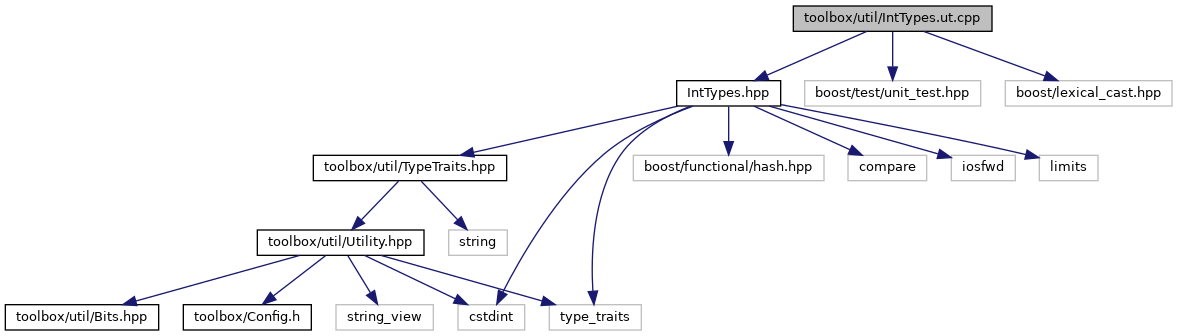 toolbox/util/IntTypes.ut.cpp
IntTypes.hpp
boost/test/unit_test.hpp
boost/lexical_cast.hpp
toolbox/util/TypeTraits.hpp
boost/functional/hash.hpp
compare
iosfwd
limits
toolbox/util/Utility.hpp
string
toolbox/util/Bits.hpp
toolbox/Config.h
string_view
cstdint
type_traits